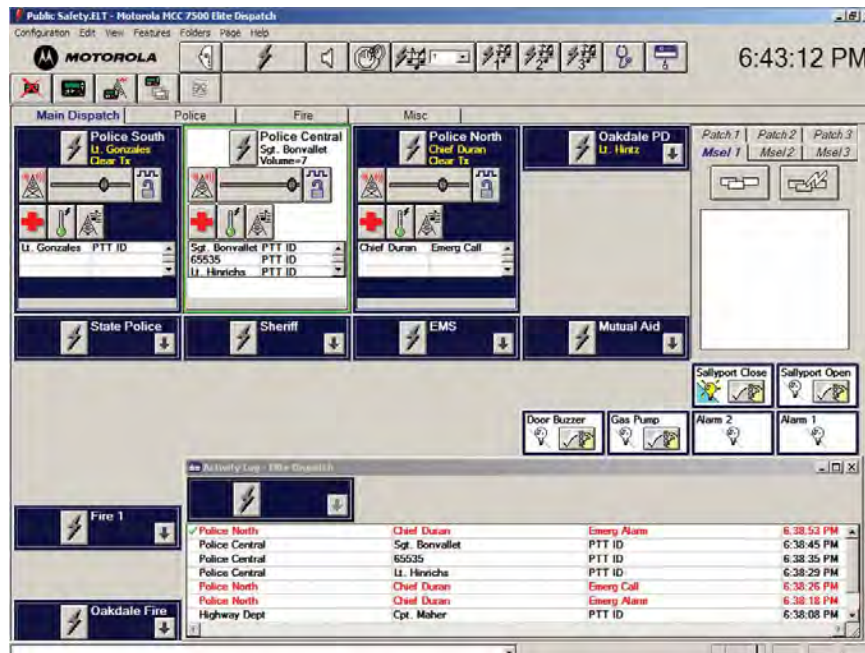 Public Safety.ELT - Motorola MCC 7500 Elite Dispatch
Configuration Edit View Features Folders Page Help
MOTOROLA
1
1 2 3
6
6:43:12 PM
Main Dispatch Police Fire Misc
Police South
Lt. Gonzales
Clear Tx
Lt. Gonzales PTT ID
Police Central
Sgt. Bonvallet
Volume=7
Sgt. Bonvallet PTT ID
65535 PTT ID
Lt. Hinrichs PTT ID
Police North
Chief Duran
Clear Tx
Chief Duran Emerg Call
Oakdale PD
Lt. Hintz
Patch 1 Patch 2 Patch 3
Msel 1 Msel 2 Msel 3
State Police
Sheriff
EMS
Mutual Aid
Sallyport Close Sallyport Open
Door Buzzer Gas Pump Alarm 2 Alarm 1
Activity Log - Elite Dispatch
Fire 1
Oakdale Fire
Police North Chief Duran Emerg Alarm 6:38:53 PM
Police Central Sgt. Bonvallet PTT ID 6:38:45 PM
Police Central 65535 PTT ID 6:38:35 PM
Police Central Lt. Hinrichs PTT ID 6:38:29 PM
Police North Chief Duran Emerg Call 6:38:26 PM
Police North Chief Duran Emerg Alarm 6:38:18 PM
Highway Dept Cpt. Maher PTT ID 6:38:08 PM